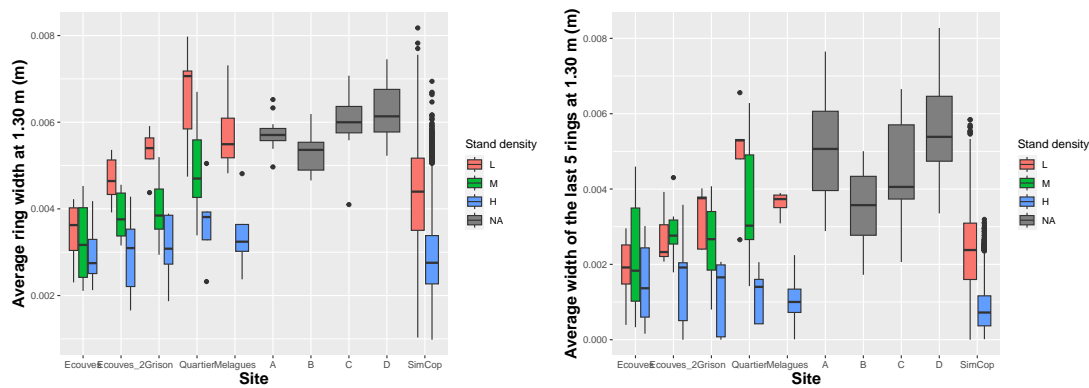 Average ring width at 1.30 m (m)
0.008
0.006
0.004
0.002
Ecouves Ecouves_2 Grison Quartier Melagues A B C D SimCop
Site
Stand density
L
M
H
NA
Average width of the last 5 rings at 1.30 m (m)
0.008
0.006
0.004
0.002
0.000
Ecouves Ecouves_2 Grison Quartier Melagues A B C D SimCop
Site
Stand density
L
M
H
NA